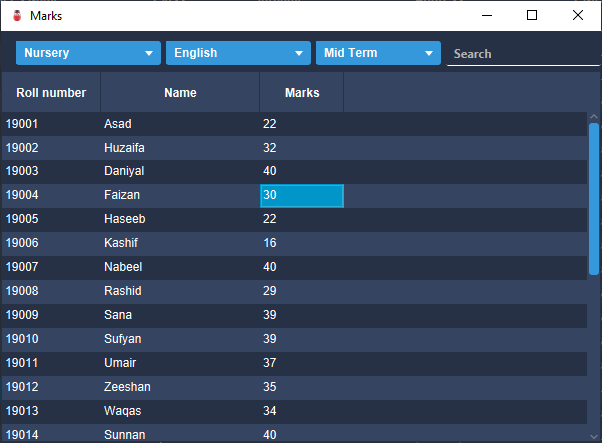 Marks
Nursery English Mid Term Search
Roll number Name Marks
19001 Asad 22
19002 Huzaifa 32
19003 Daniyal 40
19004 Faizan 30
19005 Haseeb 22
19006 Kashif 16
19007 Nabeel 40
19008 Rashid 29
19009 Sana 39
19010 Sufyan 39
19011 Umair 37
19012 Zeeshan 35
19013 Waqas 34
19014 Sunnan 40